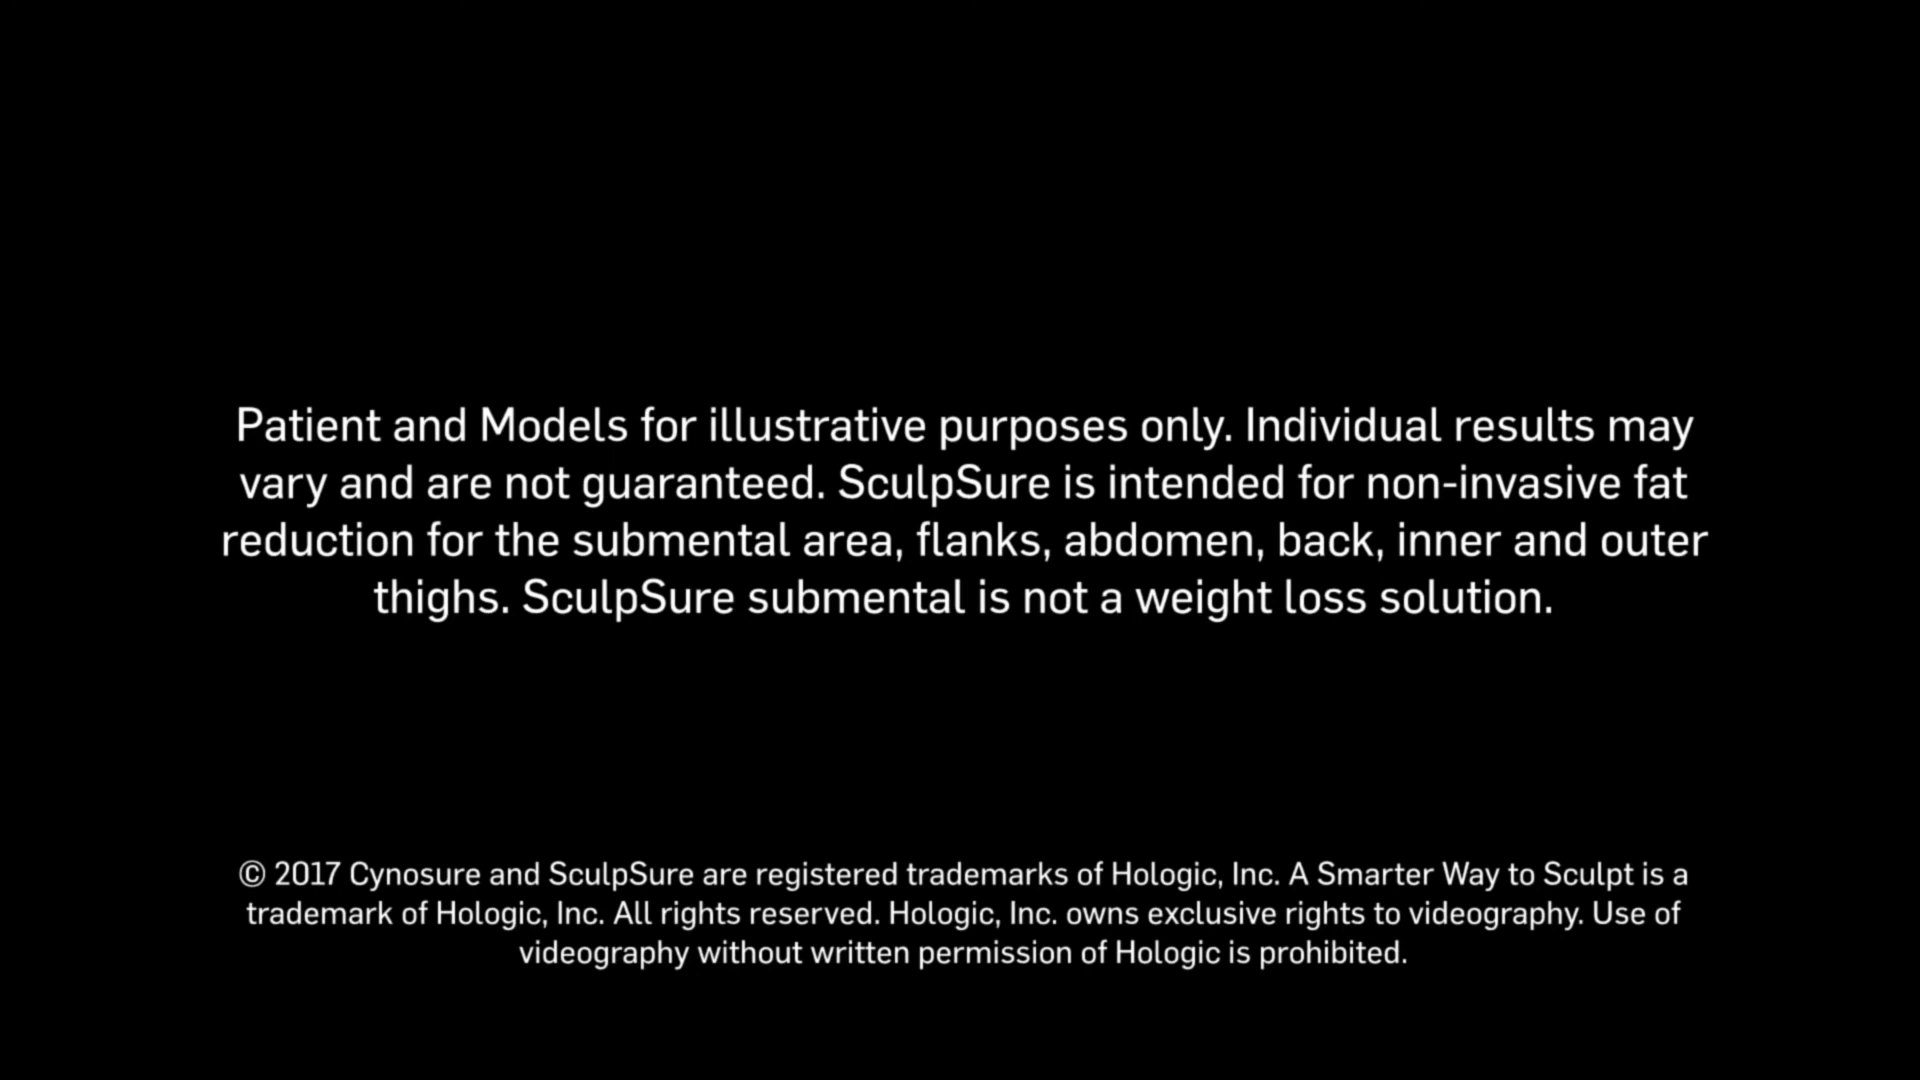 Patient and Models for illustrative purposes only. Individual results may
vary and are not guaranteed. SculpSure is intended for non-invasive fat
reduction for the submental area, flanks, abdomen, back, inner and outer
thighs. SculpSure submental is not a weight loss solution.
© 2017 Cynosure and SculpSure are registered trademarks of Hologic, Inc. A Smarter Way to Sculpt is a
trademark of Hologic, Inc. All rights reserved. Hologic, Inc. owns exclusive rights to videography. Use of
videography without written permission of Hologic is prohibited.